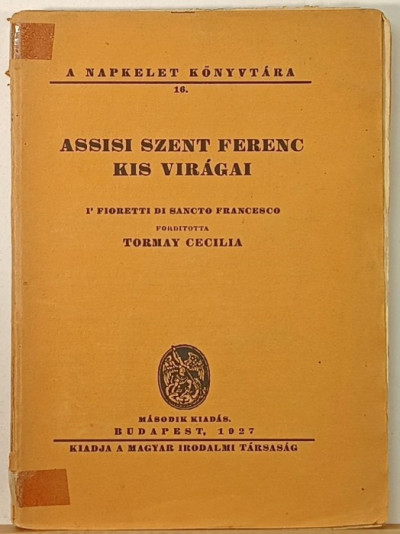 A NAPKELET KÖNYVTÁRA
16.
ASSISI SZENT FERENC
KIS VIRÁGAI
I' FIORETTI DI SANCTO FRANCESCO
FORDITOTTA
TORMAY CECILIA
MÁSODIK KIADÁS.
BUDAPEST, 1927
KIADJA A MAGYAR IRODALMI TÁRSASÁG